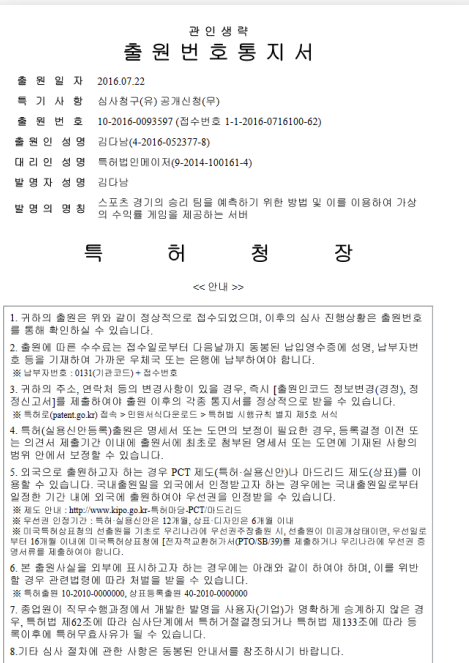 관 인 생 략
출 원 번 호 통 지 서
출 원 일 자 2016.07.22
특 기 사 항 심사청구(유) 공개신청(무)
출 원 번 호 10-2016-0093597 (접수번호 1-1-2016-0716100-62)
출 원 인 성 명 김다남(4-2016-052377-8)
대 리 인 성 명 특허법인메이저(9-2014-100161-4)
발 명 자 성 명 김다남
발 명 의 명 칭 스포츠 경기의 승리 팀을 예측하기 위한 방법 및 이를 이용하여 가상
의 수익률 게임을 제공하는 서버
특 허 청 장
<< 안내 >>
1. 귀하의 출원은 위와 같이 정상적으로 접수되었으며, 이후의 심사 진행상황은 출원번호
를 통해 확인하실 수 있습니다.
2. 출원에 따른 수수료는 접수일로부터 다음날까지 동봉된 납입영수증에 성명, 납부자번
호 등을 기재하여 가까운 우체국 또는 은행에 납부하여야 합니다.
※ 납부자번호 : 0131(기관코드) + 접수번호
3. 귀하의 주소, 연락처 등의 변경사항이 있을 경우, 즉시 [출원인코드 정보변경(경정), 정
정신고서]를 제출하여야 출원 이후의 각종 통지서를 정상적으로 받을 수 있습니다.
※ 특허로(patent.go.kr) 접속 > 민원서식다운로드 > 특허법 시행규칙 별지 제5호 서식
4. 특허(실용신안등록)출원은 명세서 또는 도면의 보정이 필요한 경우, 등록결정 이전 또
는 의견서 제출기간 이내에 출원서에 최초로 첨부된 명세서 또는 도면에 기재된 사항의
범위 안에서 보정할 수 있습니다.
5. 외국으로 출원하고자 하는 경우 PCT 제도(특허·실용신안)나 마드리드 제도(상표)를 이
용할 수 있습니다. 국내출원일을 외국에서 인정받고자 하는 경우에는 국내출원일로부터
일정한 기간 내에 외국에 출원하여야 우선권을 인정받을 수 있습니다.
※ 제도 안내 : http://www.kipo.go.kr-특허마당-PCT/마드리드
※ 우선권 인정기간 : 특허·실용신안은 12개월, 상표·디자인은 6개월 이내
※ 미국특허상표청의 선출원을 기초로 우리나라에 우선권주장출원 시, 선출원이 미공개상태이면, 우선일로
부터 16개월 이내에 미국특허상표청에 [전자적교환허가서(PTO/SB/39)를 제출하거나 우리나라에 우선권 증
명서류를 제출하여야 합니다.
6. 본 출원사실을 외부에 표시하고자 하는 경우에는 아래와 같이 하여야 하며, 이를 위반
할 경우 관련법령에 따라 처벌을 받을 수 있습니다.
※ 특허출원 10-2010-0000000, 상표등록출원 40-2010-0000000
7. 종업원이 직무수행과정에서 개발한 발명을 사용자(기업)가 명확하게 승계하지 않은 경
우, 특허법 제62조에 따라 심사단계에서 특허거절결정되거나 특허법 제133조에 따라 등
록이후에 특허무효사유가 될 수 있습니다.
8.기타 심사 절차에 관한 사항은 동봉된 안내서를 참조하시기 바랍니다.